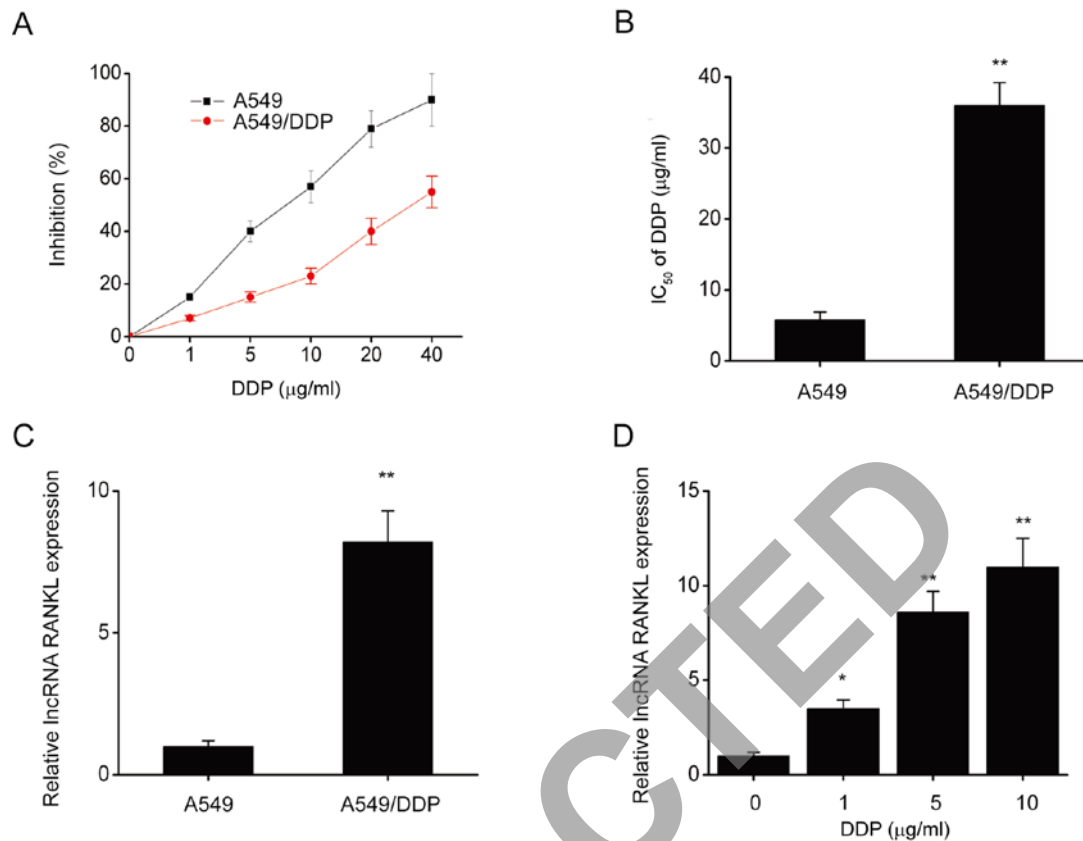 A
100
80
60
40
20
0
Inhibition (%)
A549
A549/DDP
0 1 5 10 20 40
DDP (μg/ml)
B
**
40
30
20
10
0
IC50 of DDP (μg/ml)
A549 A549/DDP
C
**
10
5
0
Relative lncRNA RANKL expression
A549 A549/DDP
D
15
10
5
0
Relative lncRNA RANKL expression
*
**
**
0 1 5 10
DDP (μg/ml)
CTED